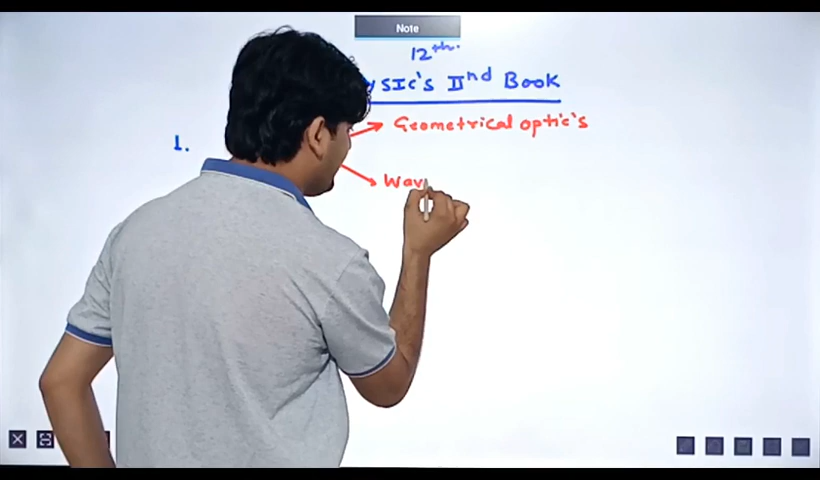 Note
12th.
YSIC'S IInd Book
Geometrical optic's
1.
Wav